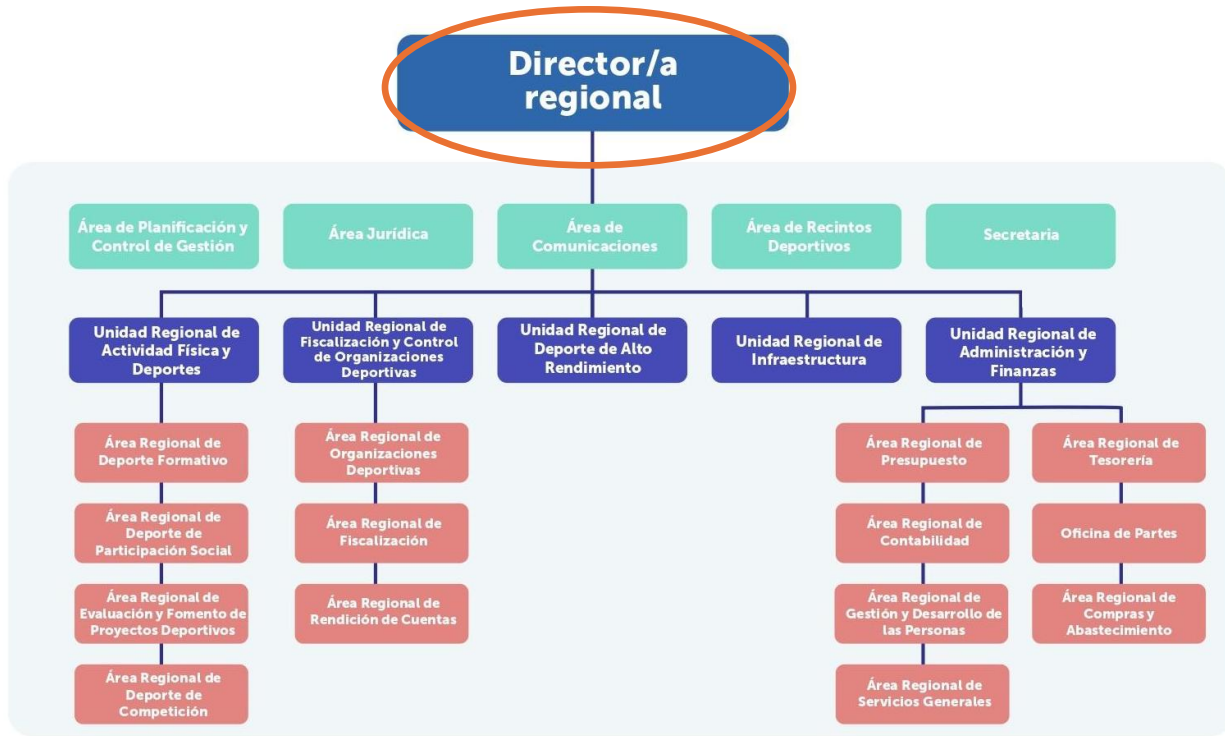 Director/a
regional
Área de Planificación y
Control de Gestión
Área Jurídica
Área de
Comunicaciones
Área de Recintos
Deportivos
Secretaria
Unidad Regional de
Actividad Física y
Deportes
Unidad Regional de
Fiscalización y Control
de Organizaciones
Deportivas
Unidad Regional de
Deporte de Alto
Rendimiento
Unidad Regional de
Infraestructura
Unidad Regional de
Administración y
Finanzas
Área Regional de
Deporte Formativo
Área Regional de
Deporte de
Participación Social
Área Regional de
Evaluación y Fomento de
Proyectos Deportivos
Área Regional de
Deporte de
Competición
Área Regional de
Organizaciones
Deportivas
Área Regional de
Fiscalización
Área Regional de
Rendición de Cuentas
Área Regional de
Presupuesto
Área Regional de
Contabilidad
Área Regional de
Gestión y Desarrollo de
las Personas
Área Regional de
Servicios Generales
Área Regional de
Tesorería
Oficina de Partes
Área Regional de
Compras y
Abastecimiento